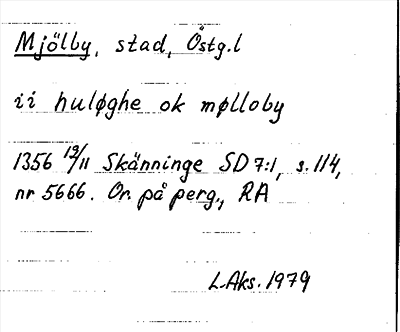 Mjölby, stad, Östg.l
ii huløghe ok mølloby
1356 13/11 Skänninge SD 7:1, s. 114,
nr 5666. Or. på perg., RA
L.Aks. 1979